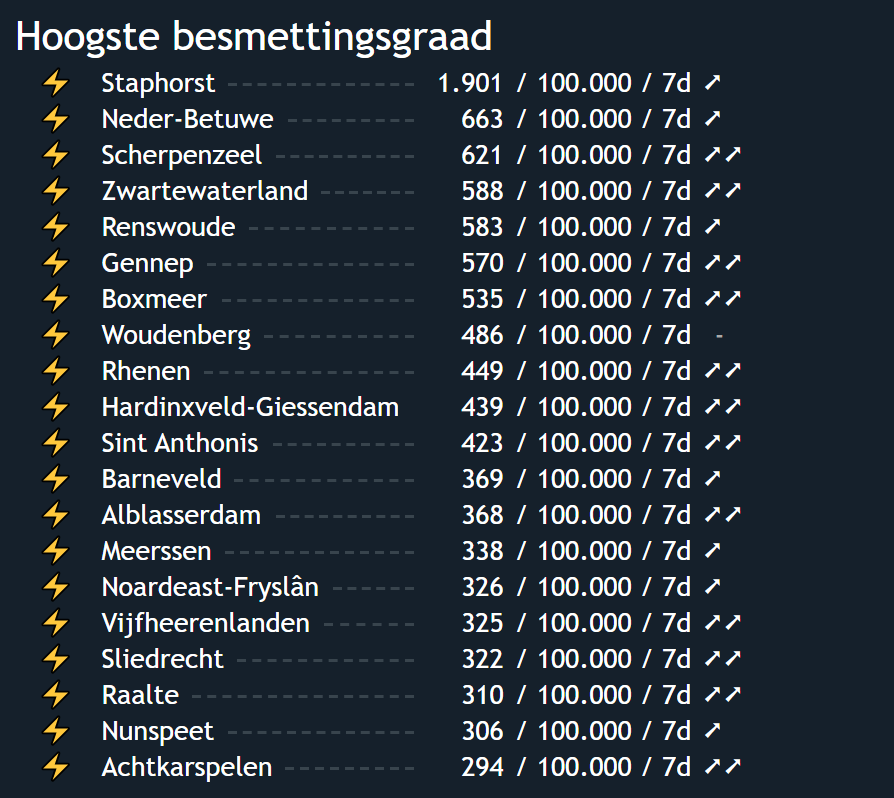 Hoogste besmettingsgraad
⚡ Staphorst 1.901 / 100.000 / 7d ➚
⚡ Neder-Betuwe 663 / 100.000 / 7d ➚
⚡ Scherpenzeel 621 / 100.000 / 7d ➚➚
⚡ Zwartewaterland 588 / 100.000 / 7d ➚➚
⚡ Renswoude 583 / 100.000 / 7d ➚
⚡ Gennep 570 / 100.000 / 7d ➚➚
⚡ Boxmeer 535 / 100.000 / 7d ➚➚
⚡ Woudenberg 486 / 100.000 / 7d -
⚡ Rhenen 449 / 100.000 / 7d ➚➚
⚡ Hardinxveld-Giessendam 439 / 100.000 / 7d ➚➚
⚡ Sint Anthonis 423 / 100.000 / 7d ➚➚
⚡ Barneveld 369 / 100.000 / 7d ➚
⚡ Alblasserdam 368 / 100.000 / 7d ➚➚
⚡ Meerssen 338 / 100.000 / 7d ➚
⚡ Noardeast-Fryslân 326 / 100.000 / 7d ➚
⚡ Vijfheerenlanden 325 / 100.000 / 7d ➚➚
⚡ Sliedrecht 322 / 100.000 / 7d ➚➚
⚡ Raalte 310 / 100.000 / 7d ➚➚
⚡ Nunspeet 306 / 100.000 / 7d ➚
⚡ Achtkarspelen 294 / 100.000 / 7d ➚➚